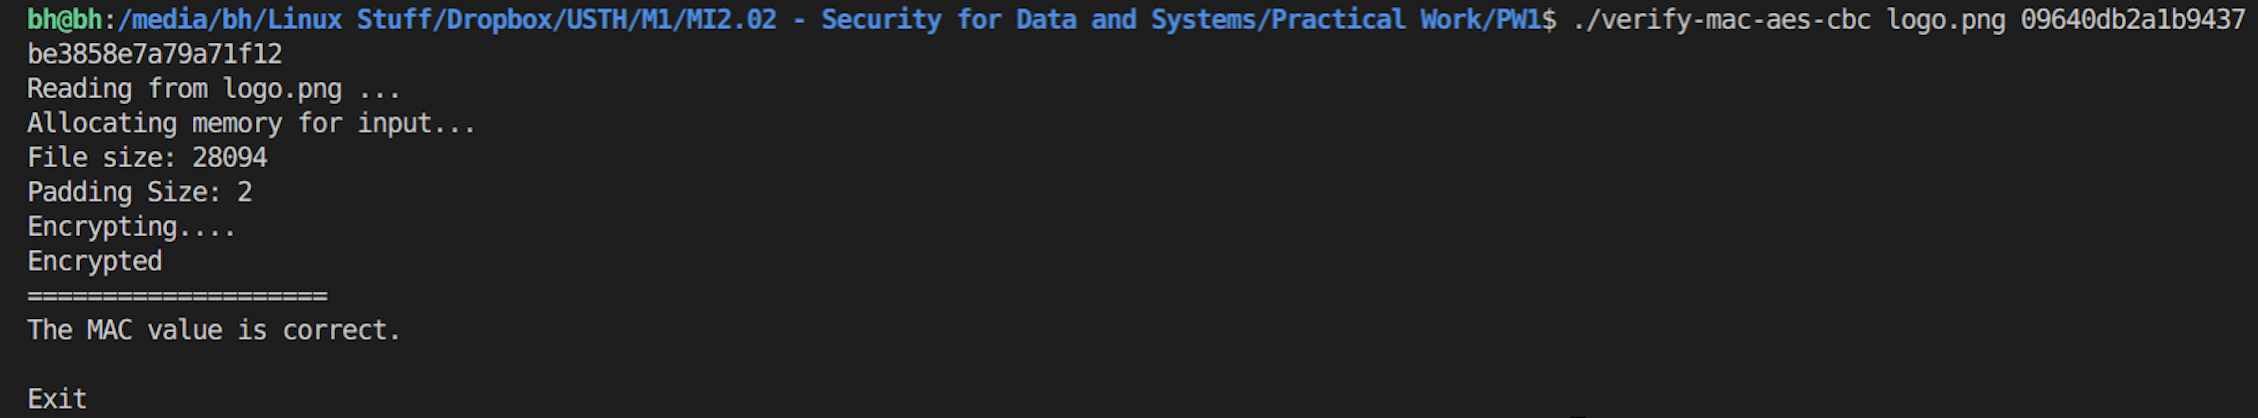 bh@bh:/media/bh/Linux Stuff/Dropbox/USTH/M1/MI2.02 - Security for Data and Systems/Practical Work/PW1$ ./verify-mac-aes-cbc logo.png 09640db2a1b9437
be3858e7a79a71f12
Reading from logo.png ...
Allocating memory for input...
File size: 28094
Padding Size: 2
Encrypting....
Encrypted
====================
The MAC value is correct.
Exit